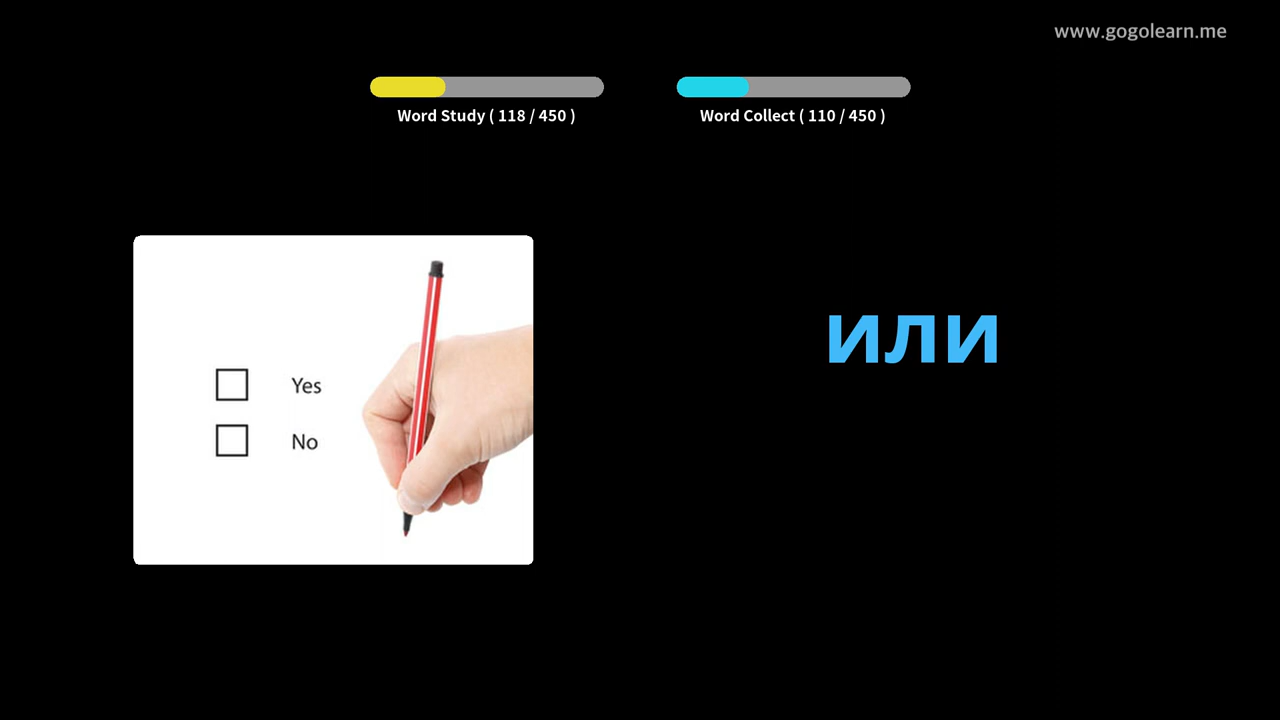 www.gogolearn.me
Word Study ( 118 / 450 )
Word Collect ( 110 / 450 )
или
Yes
No